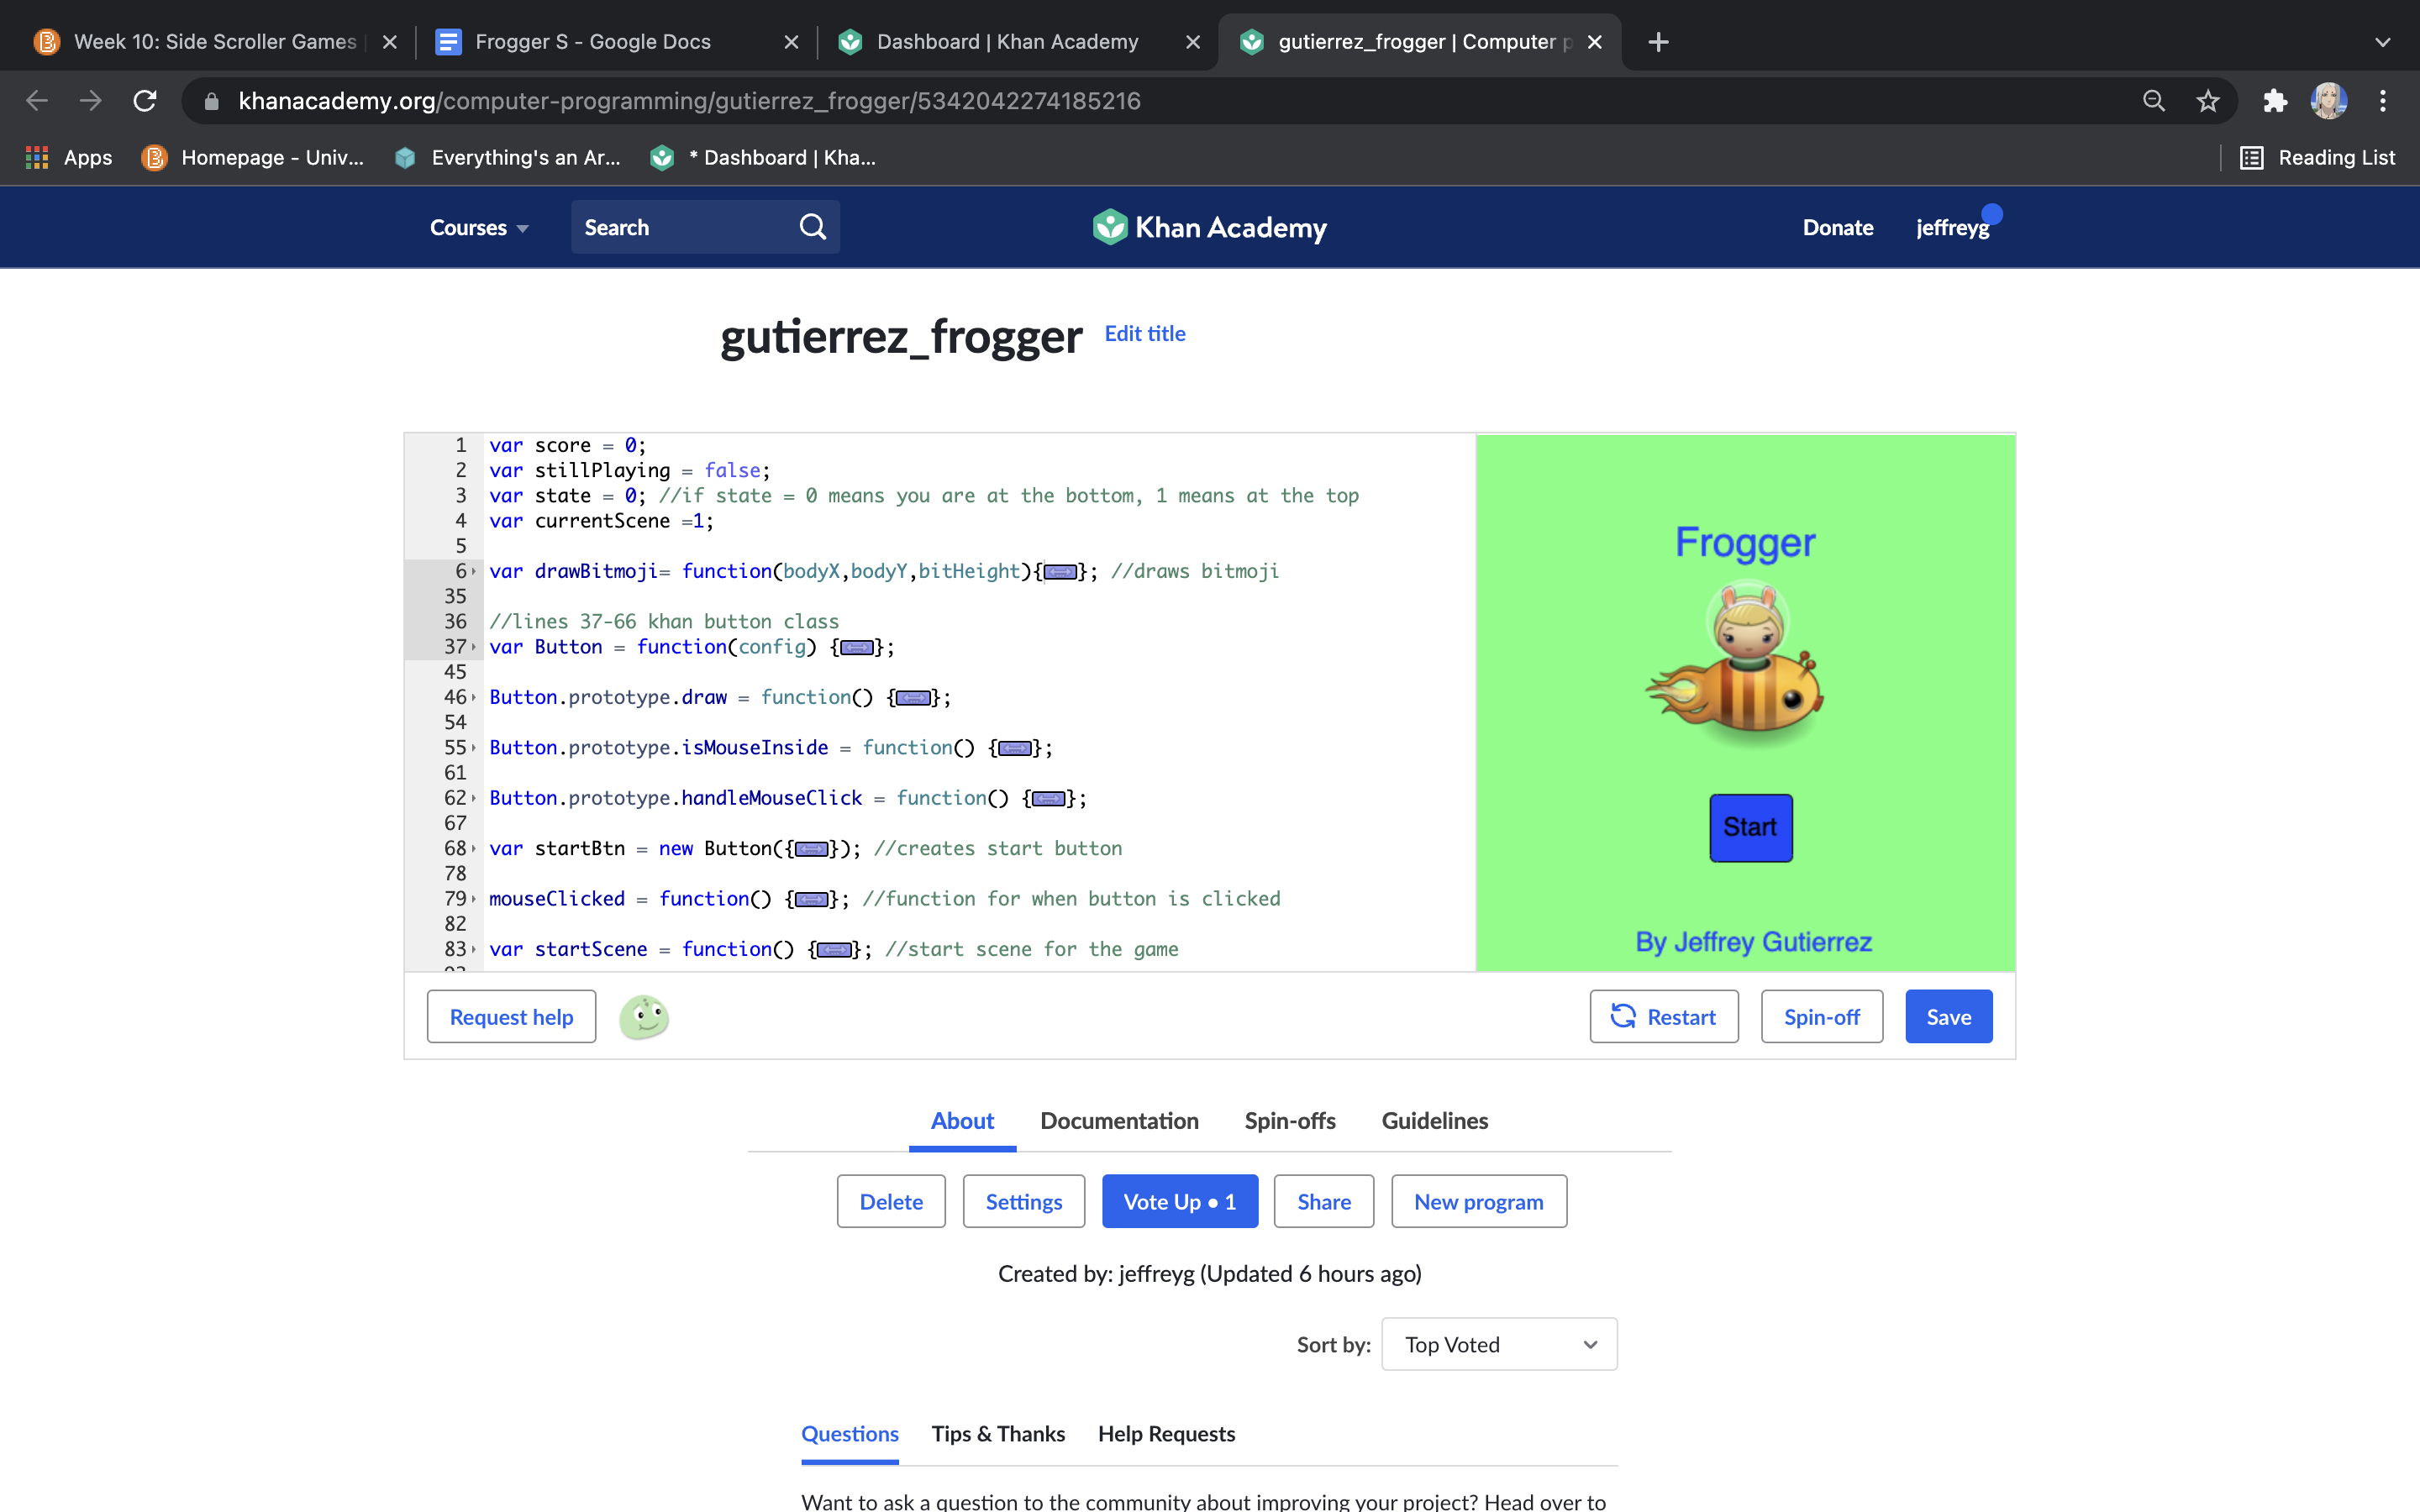 Week 10: Side Scroller Games
Frogger S - Google Docs
Dashboard | Khan Academy
gutierrez_frogger | Computer p
khanacademy.org/computer-programming/gutierrez_frogger/5342042274185216
Apps
Homepage - Univ...
Everything's an Ar...
* Dashboard | Kha...
Reading List
Courses
Search
Khan Academy
Donate
jeffreyg
gutierrez_frogger
Edit title
1 var score = 0;
2 var stillPlaying = false;
3 var state = 0; //if state = 0 means you are at the bottom, 1 means at the top
4 var currentScene =1;
5
6 var drawBitmoji= function(bodyX,bodyY,bitHeight){}; //draws bitmoji
35
36 //lines 37-66 khan button class
37 var Button = function(config) {};
45
46 Button.prototype.draw = function() {};
54
55 Button.prototype.isMouseInside = function() {};
61
62 Button.prototype.handleMouseClick = function() {};
67
68 var startBtn = new Button({}); //creates start button
78
79 mouseClicked = function() {}; //function for when button is clicked
82
83 var startScene = function() {}; //start scene for the game
Frogger
Start
By Jeffrey Gutierrez
Request help
Restart
Spin-off
Save
About
Documentation
Spin-offs
Guidelines
Delete
Settings
Vote Up • 1
Share
New program
Created by: jeffreyg (Updated 6 hours ago)
Sort by:
Top Voted
Questions
Tips & Thanks
Help Requests
Want to ask a question to the community about improving your project? Head over to